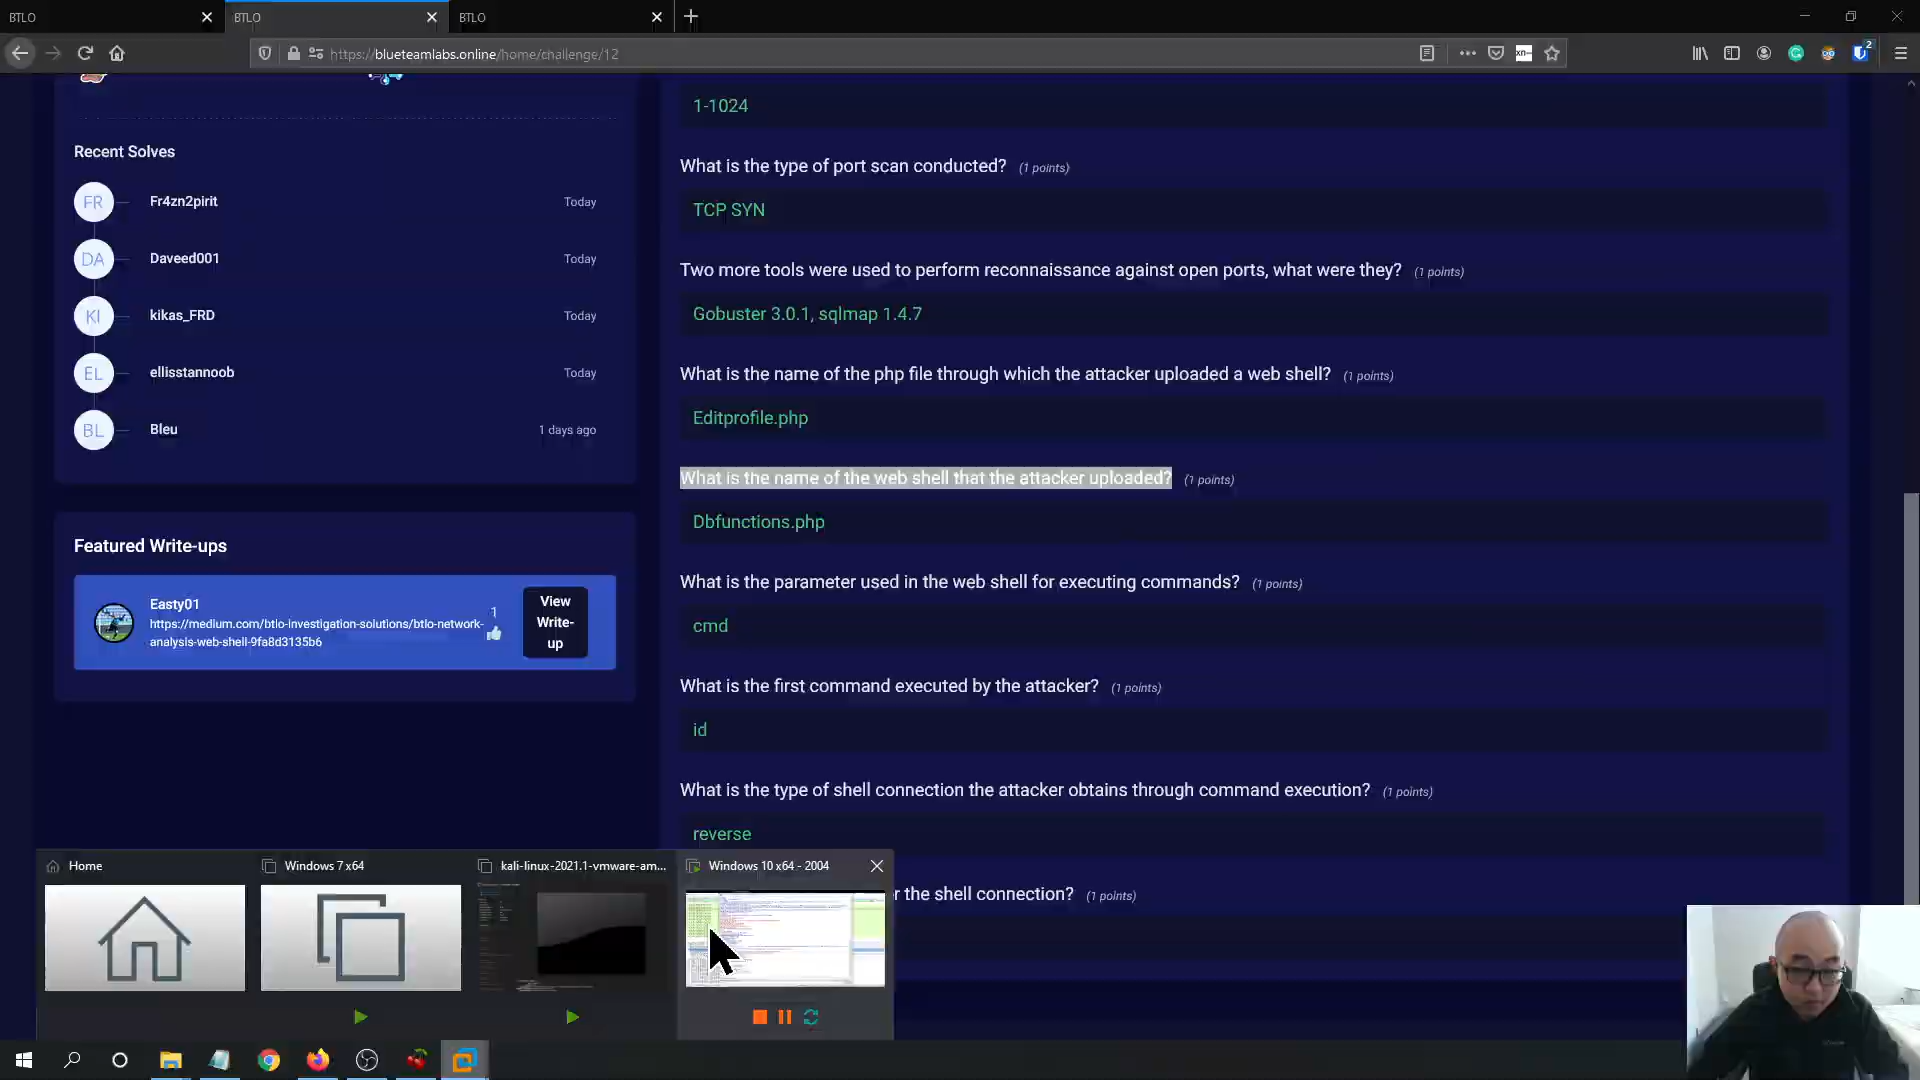 BTLO
BTLO
BTLO
https://blueteamlabs.online/home/challenge/12
2
1-1024
Recent Solves
What is the type of port scan conducted? (1 points)
FR Fr4zn2pirit Today
TCP SYN
DA Daveed001 Today
Two more tools were used to perform reconnaissance against open ports, what were they? (1 points)
KI kikas_FRD Today
Gobuster 3.0.1, sqlmap 1.4.7
EL ellisstannoob Today
What is the name of the php file through which the attacker uploaded a web shell? (1 points)
BL Bleu 1 days ago
Editprofile.php
What is the name of the web shell that the attacker uploaded? (1 points)
Dbfunctions.php
Featured Write-ups
What is the parameter used in the web shell for executing commands? (1 points)
cmd
Easty01
https://medium.com/btlo-investigation-solutions/btlo-network-
analysis-web-shell-9fa8d3135b6
1
View
Write-
up
What is the first command executed by the attacker? (1 points)
id
What is the type of shell connection the attacker obtains through command execution? (1 points)
reverse
Home
Windows 7 x64
kali-linux-2021.1-vmware-am...
Windows 10 x64 - 2004
r the shell connection? (1 points)